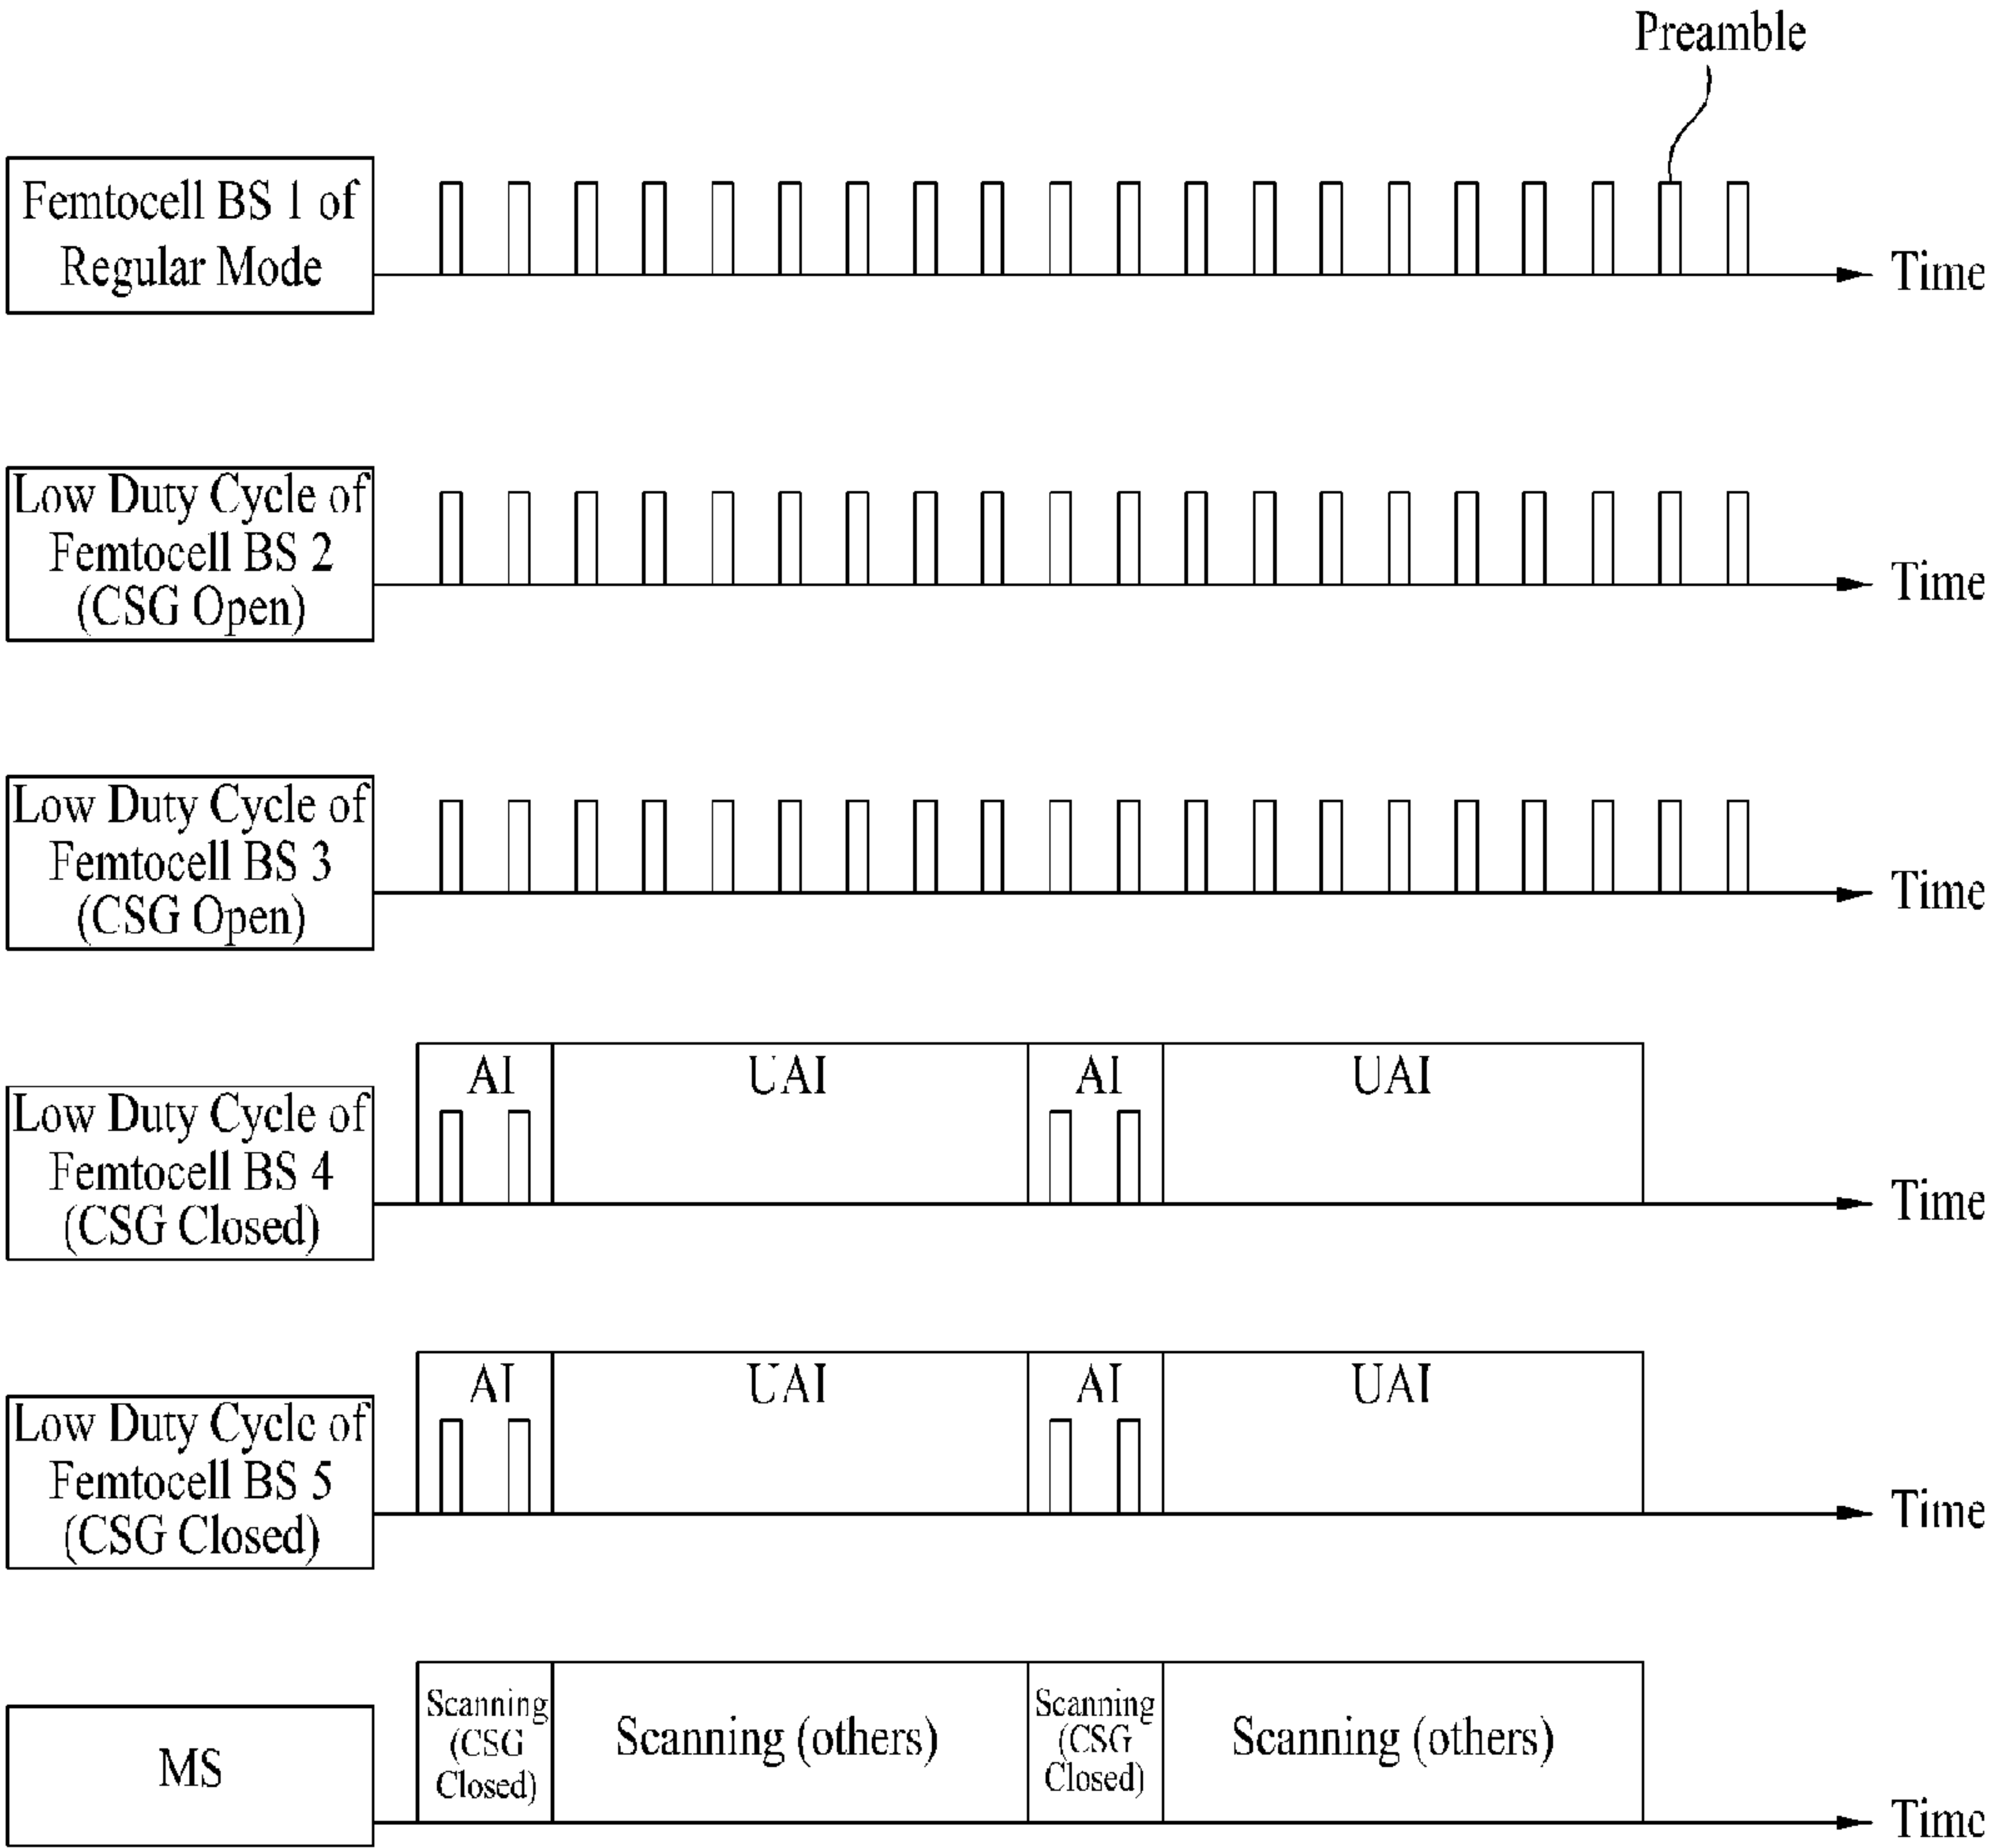 Preamble
Femtocell BS 1 of
Regular Mode
Time
Low Duty Cycle of
Femtocell BS 2
(CSG Open)
Time
Low Duty Cycle of
Femtocell BS 3
(CSG Open)
Time
Low Duty Cycle of
Femtocell BS 4
(CSG Closed)
AI
UAI
AI
UAI
Time
Low Duty Cycle of
Femtocell BS 5
(CSG Closed)
AI
UAI
AI
UAI
Time
MS
Scanning
(CSG
Closed)
Scanning (others)
Scanning
(CSG
Closed)
Scanning (others)
Time